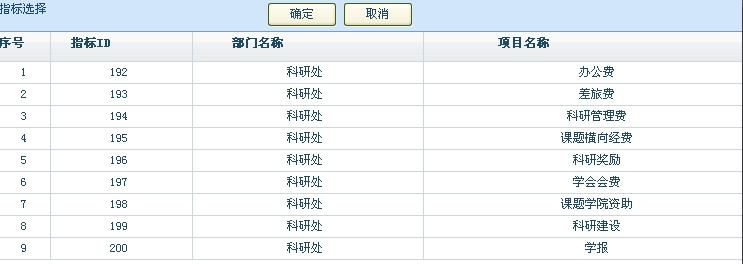 指标选择 确定 取消
序号 指标ID 部门名称 项目名称
1 192 科研处 办公费
2 193 科研处 差旅费
3 194 科研处 科研管理费
4 195 科研处 课题横向经费
5 196 科研处 科研奖励
6 197 科研处 学会会费
7 198 科研处 课题学院资助
8 199 科研处 科研建设
9 200 科研处 学报